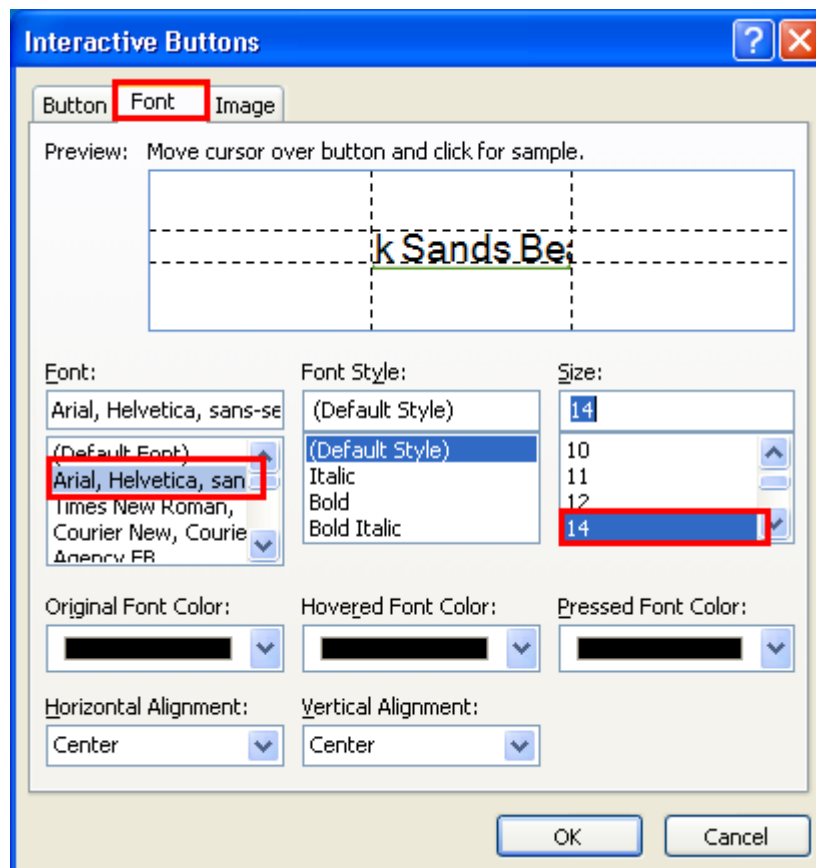 Interactive Buttons
Button Font Image
Preview: Move cursor over button and click for sample.
k Sands Bea
Font: Font Style: Size:
Arial, Helvetica, sans-se (Default Style) 14
(Default Font) (Default Style) 10
Arial, Helvetica, san Italic 11
Times New Roman, Bold 12
Courier New, Courie Bold Italic 14
Agency FB
Original Font Color: Hovered Font Color: Pressed Font Color:
Horizontal Alignment: Vertical Alignment:
Center Center
OK Cancel